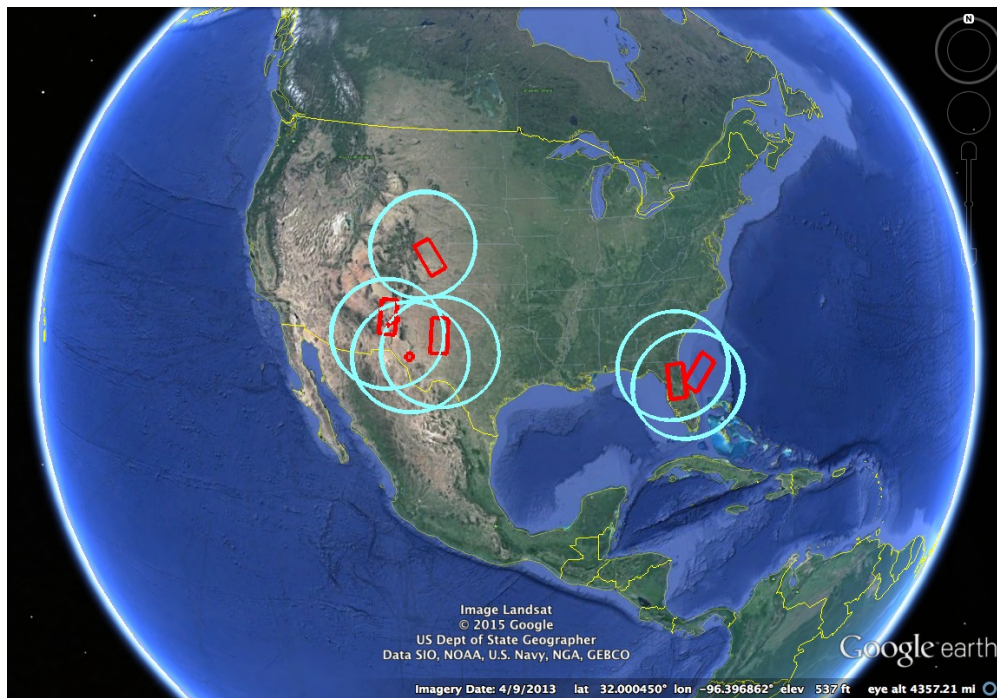 N
Image Landsat
© 2015 Google
US Dept of State Geographer
Data SIO, NOAA, U.S. Navy, NGA, GEBCO
Google earth
Imagery Date: 4/9/2013 lat 32.000450° lon -96.396862° elev 537 ft eye alt 4357.21 mi